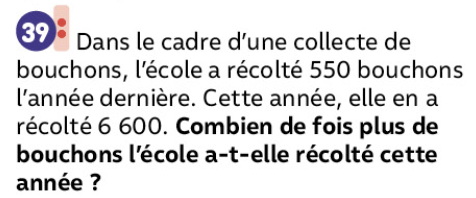 39 Dans le cadre d’une collecte de
bouchons, l’école a récolté 550 bouchons
l’année dernière. Cette année, elle en a
récolté 6 600. Combien de fois plus de
bouchons l’école a-t-elle récolté cette
année ?